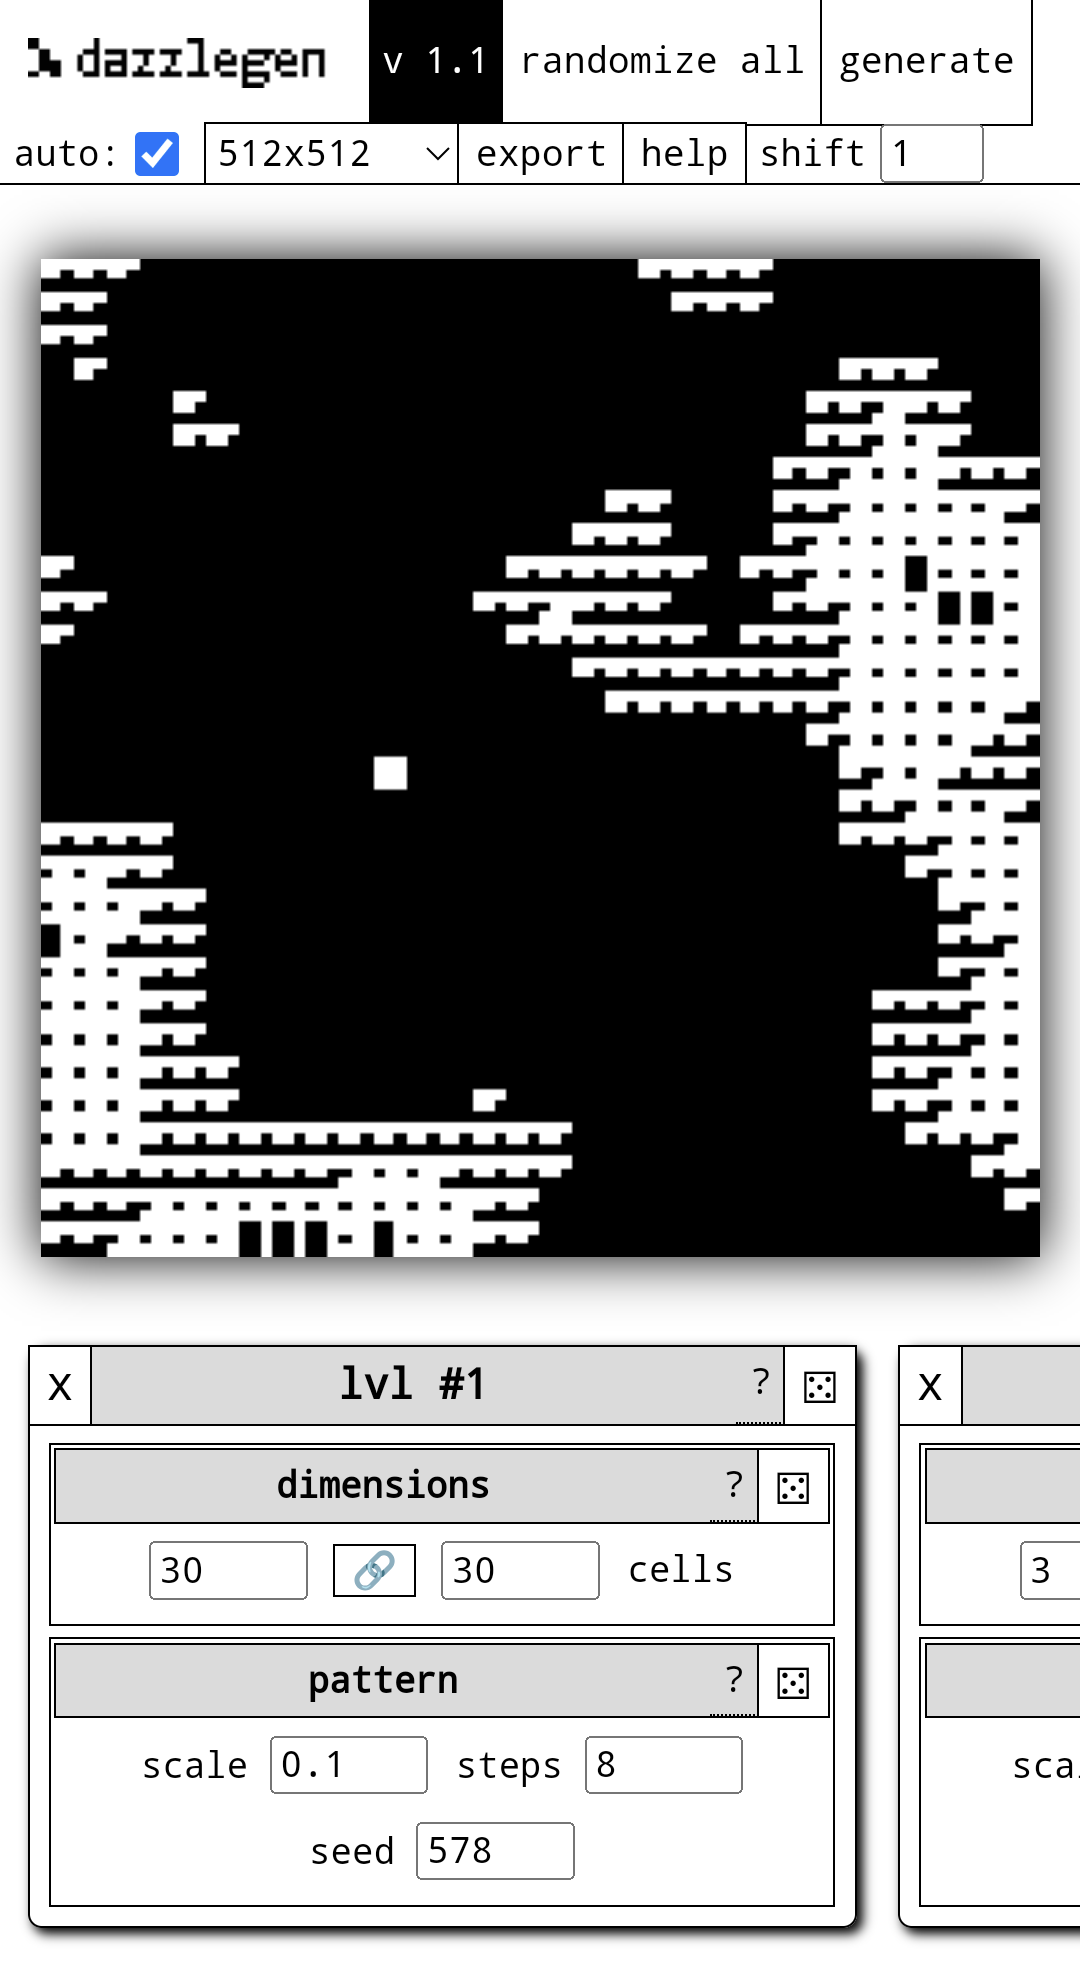 dazzlegen v 1.1 randomize all generate
auto: 512x512 export help shift 1
x lvl #1 ? x
dimensions ?
30 30 cells 3
pattern ?
scale 0.1 steps 8
seed 578